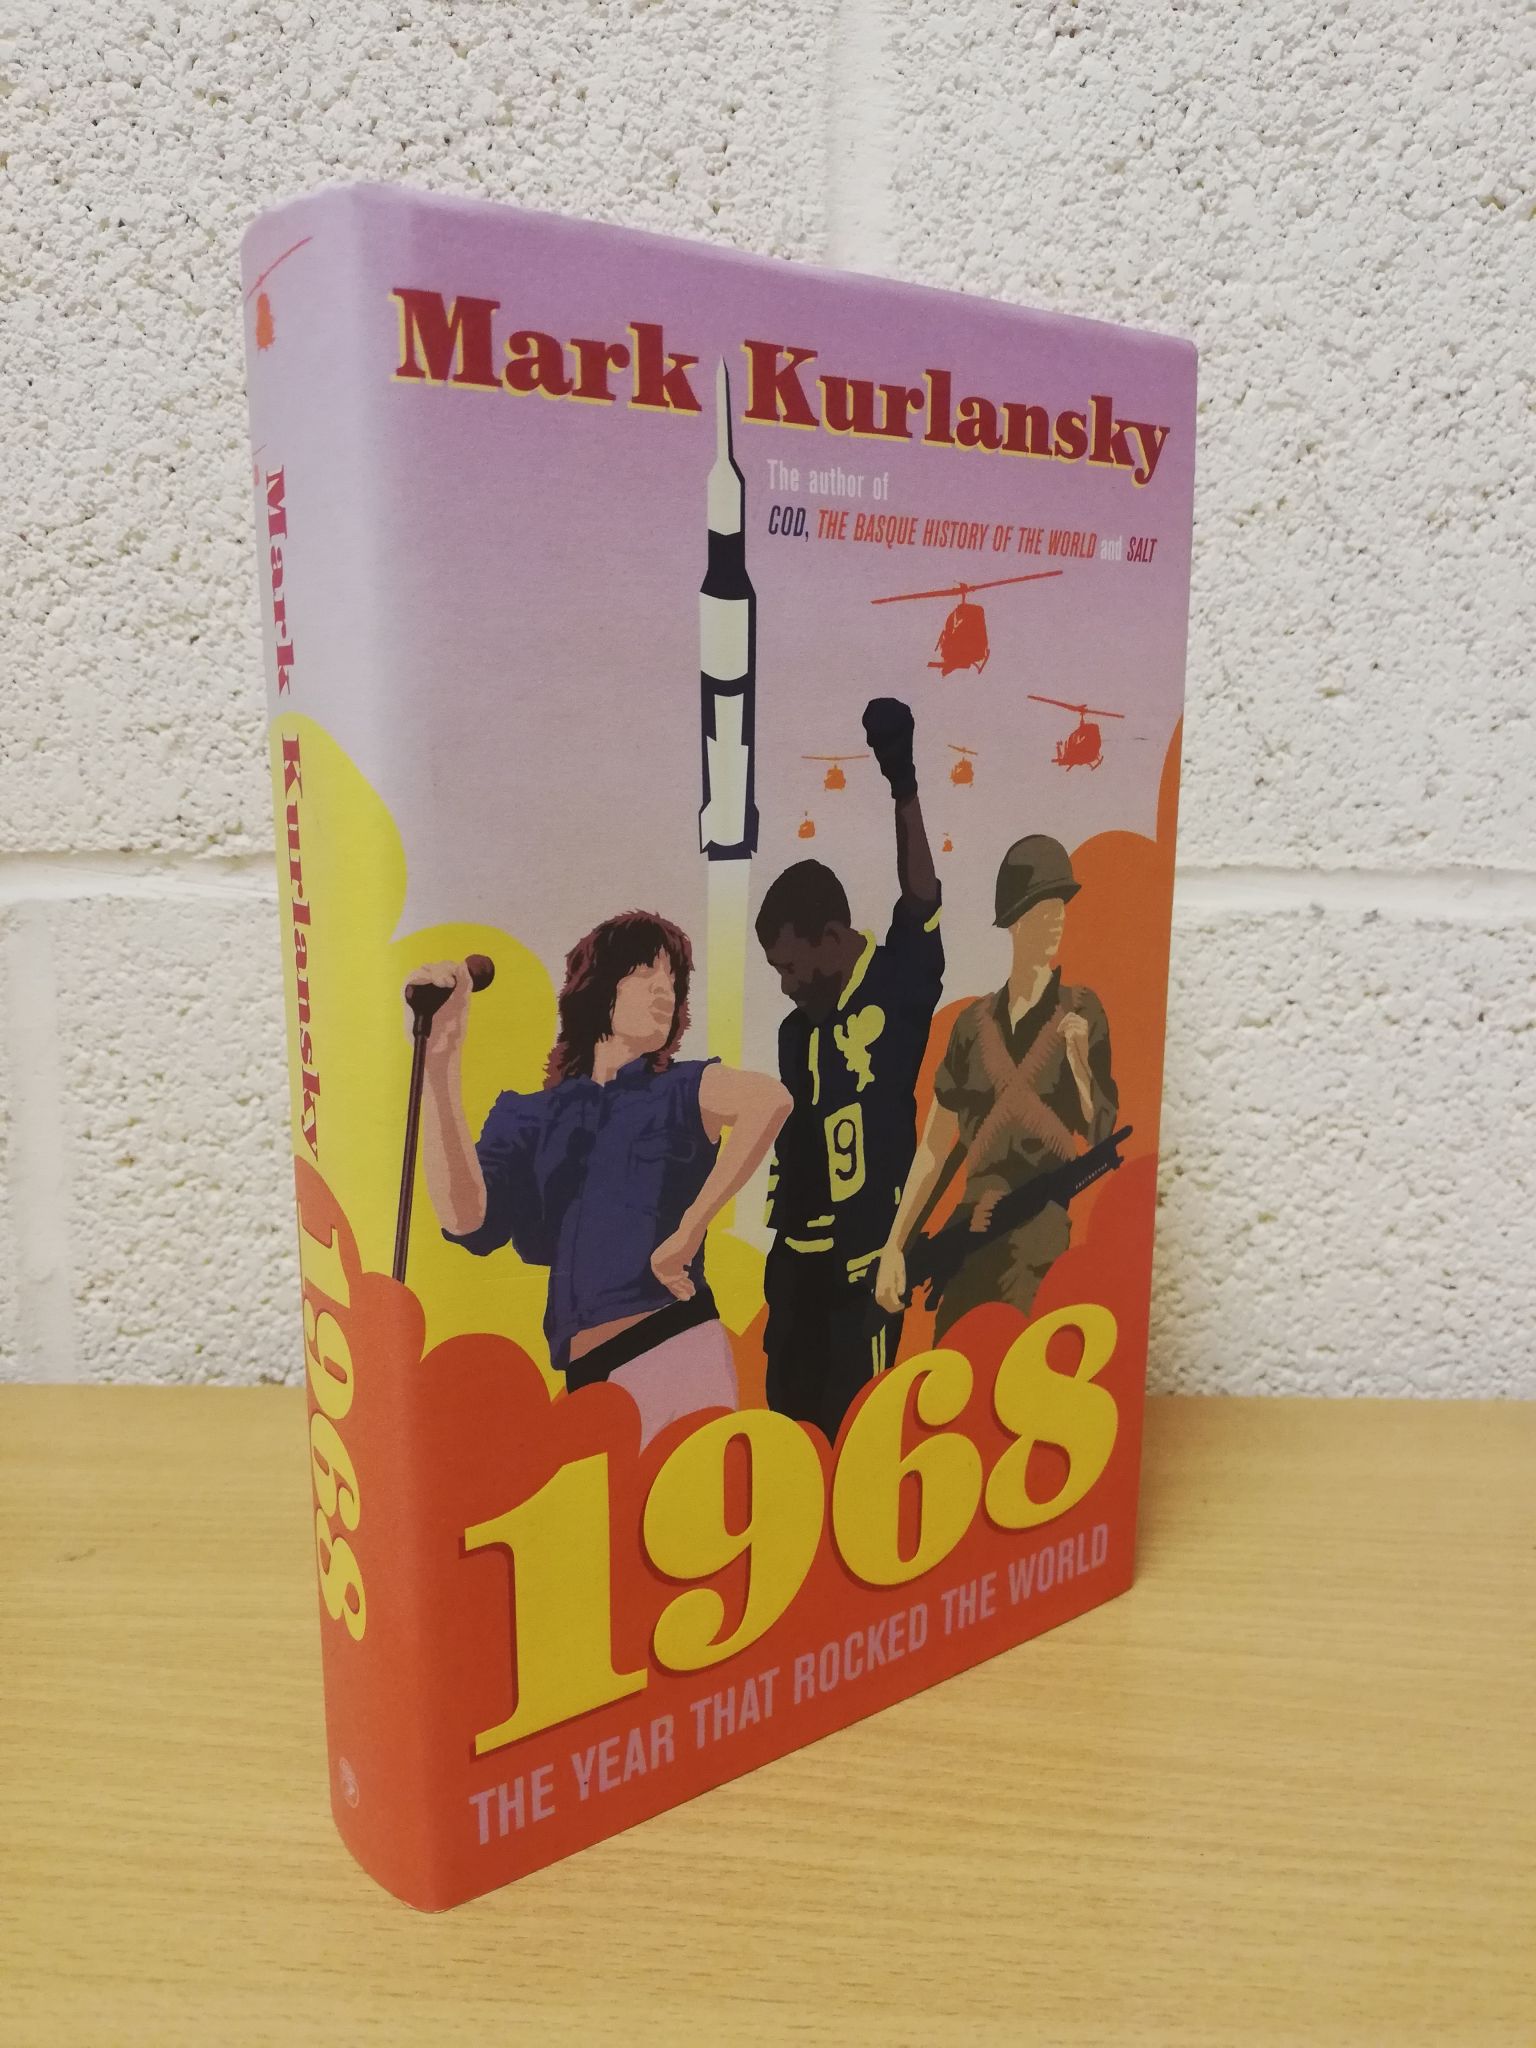 Mark Kurlansky
The author of
COD, THE BASQUE HISTORY OF THE WORLD and SALT
9
1968
THE YEAR THAT ROCKED THE WORLD
Mark Kurlansky 1968